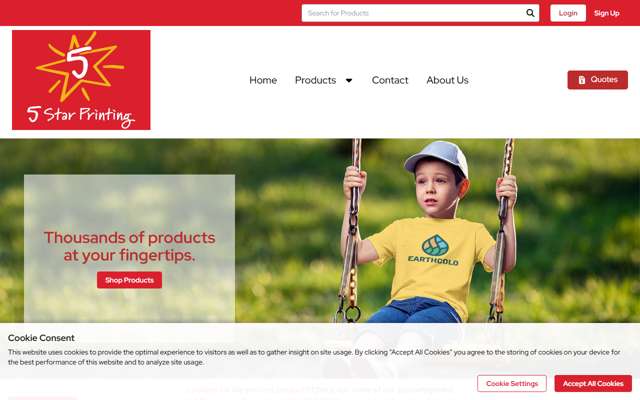 Search for Products
Login
Sign Up
5
5 Star Printing
Home
Products
Contact
About Us
Quotes
Thousands of products
at your fingertips.
Shop Products
EARTHGOLD
Cookie Consent
This website uses cookies to provide the optimal experience to visitors as well as to gather insight on site usage. By clicking "Accept All Cookies" you agree to the storing of cookies on your device for
the best performance of this website and to analyze site usage.
Cookie Settings
Accept All Cookies